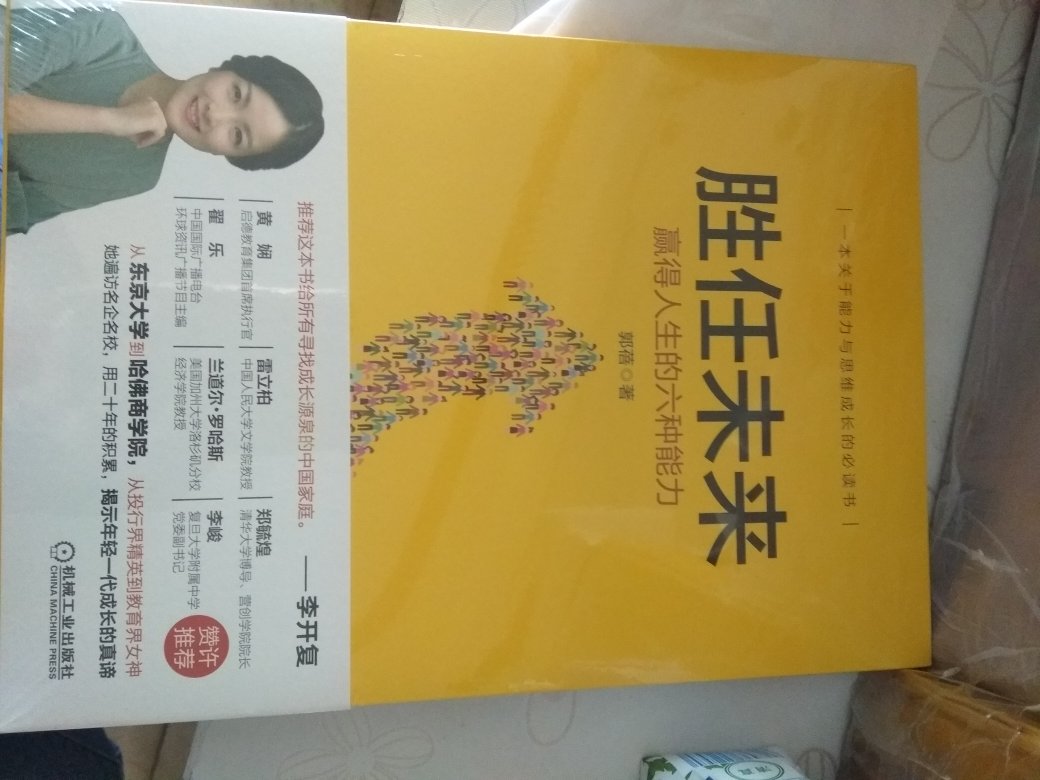 一本关于能力与思维成长的必读书
胜任未来
赢得人生的六种能力
郭蓓 著
推荐这本书给所有寻找成长源泉的中国家庭。
——李开复
黄娴
启德教育集团首席执行官
雷立柏
中国人民大学文学院教授
郑毓煌
清华大学博导、营创学院院长
翟乐
中国国际广播电台
环球资讯广播节目主编
兰道尔·罗哈斯
美国加州大学洛杉矶分校
经济学院教授
李峻
复旦大学附属中学
党委副书记
赞许
推荐
从东京大学到哈佛商学院，从投行界精英到教育界女神
她遍访名企名校，用二十年的积累，揭示年轻一代成长的真谛
机械工业出版社
CHINA MACHINE PRESS